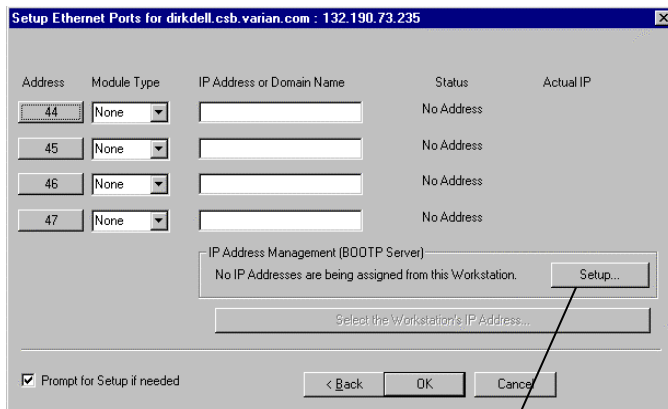 Setup Ethernet Ports for dirkdell.csb.varian.com : 132.190.73.235
Address Module Type IP Address or Domain Name Status Actual IP
44 None No Address
45 None No Address
46 None No Address
47 None No Address
IP Address Management (BOOTP Server)
No IP Addresses are being assigned from this Workstation. Setup...
Select the Workstation's IP Address...
Prompt for Setup if needed < Back OK Cancel